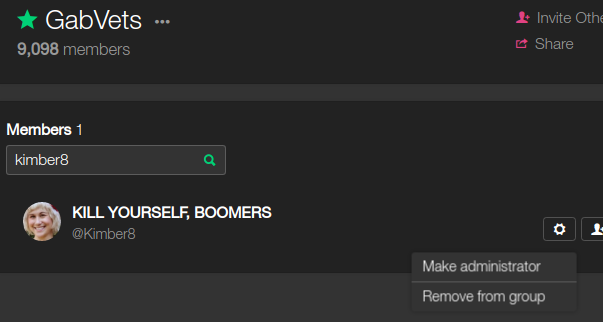 GabVets ...
9,098 members
Invite Othe
Share
Members 1
kimber8
KILL YOURSELF, BOOMERS
@Kimber8
Make administrator
Remove from group